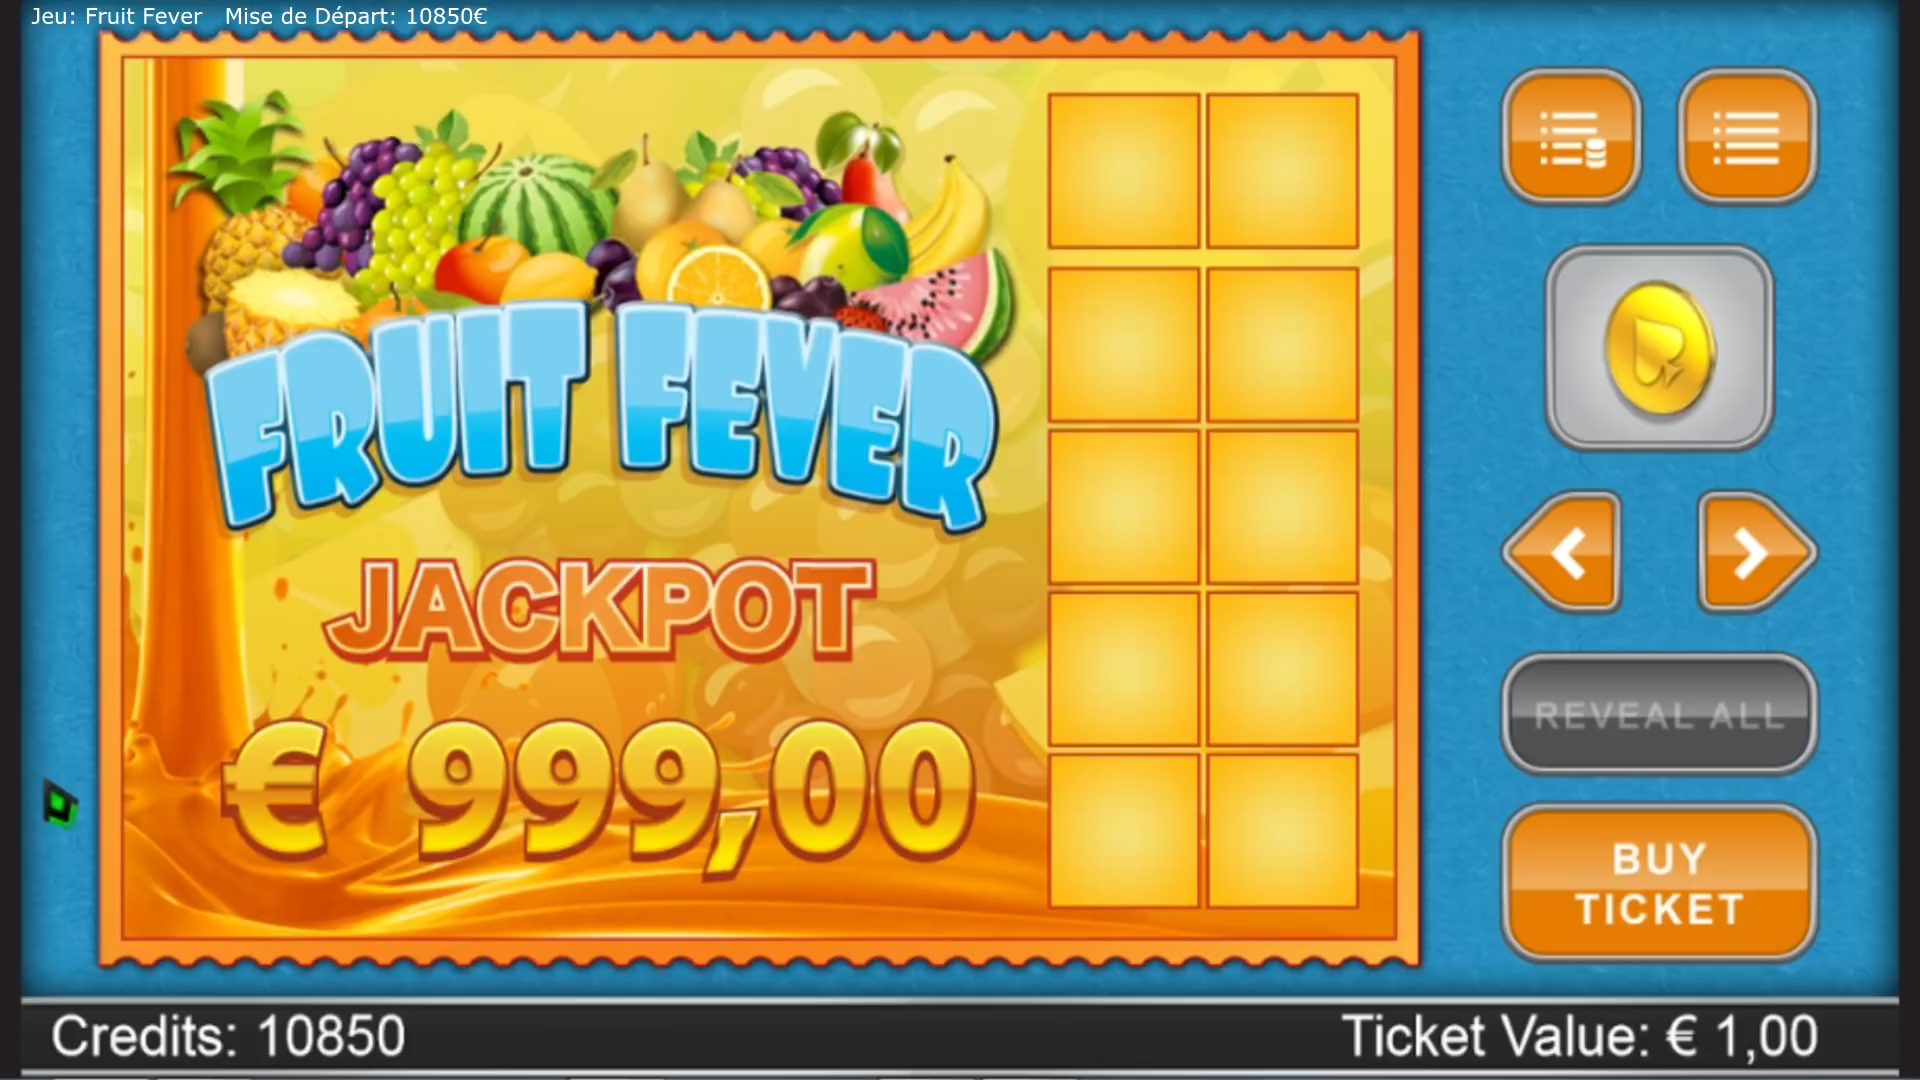 Jeu: Fruit Fever Mise de Départ: 10850€
FRUIT FEVER
JACKPOT
€ 999,00
REVEAL ALL
BUY
TICKET
Credits: 10850
Ticket Value: € 1,00